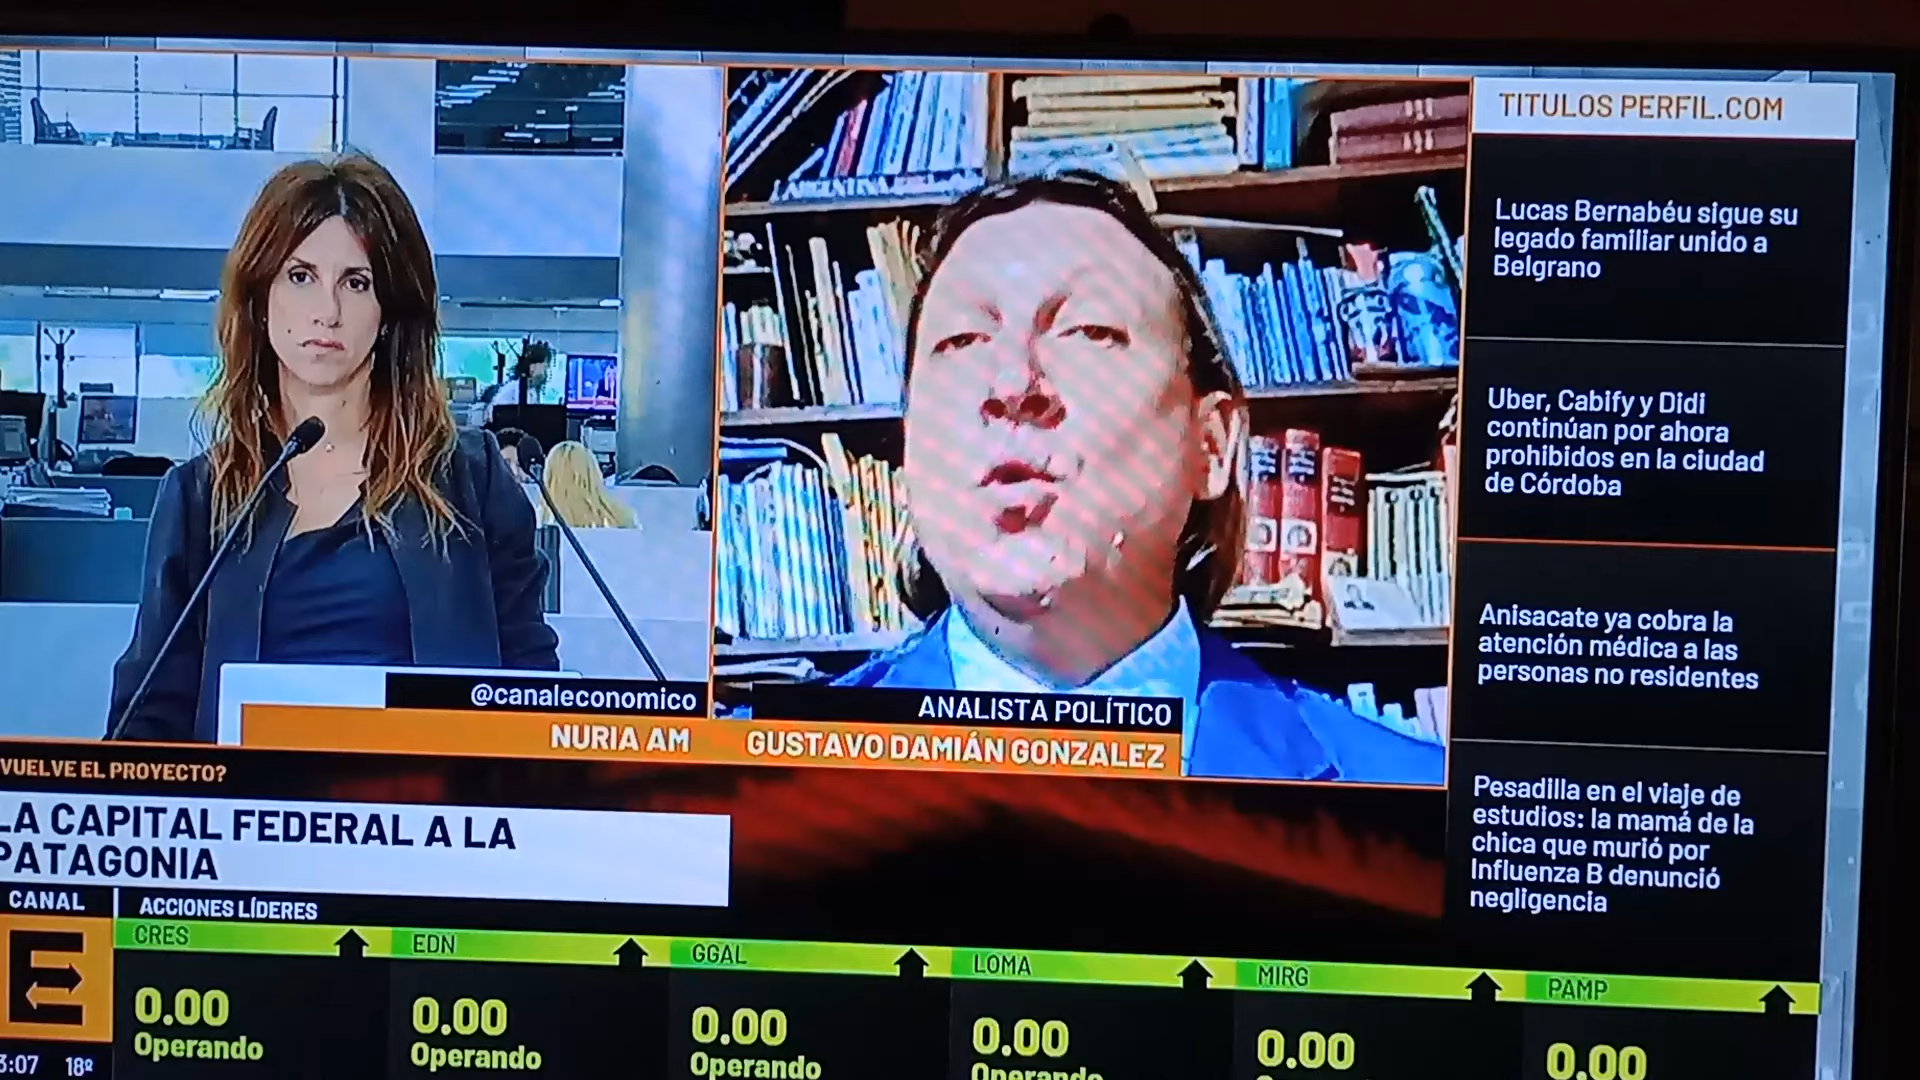 TITULOS PERFIL.COM
Lucas Bernabéu sigue su
legado familiar unido a
Belgrano
Uber, Cabify y Didi
continúan por ahora
prohibidos en la ciudad
de Córdoba
Anisacate ya cobra la
atención médica a las
personas no residentes
Pesadilla en el viaje de
estudios: la mamá de la
chica que murió por
Influenza B denunció
negligencia
@canaleconomico
NURIA AM
ANALISTA POLÍTICO
GUSTAVO DAMIÁN GONZALEZ
VUELVE EL PROYECTO?
LA CAPITAL FEDERAL A LA
PATAGONIA
CANAL
E
3:07 18º
ACCIONES LÍDERES
CRES
0.00
Operando
EDN
0.00
Operando
GGAL
0.00
Operando
LOMA
0.00
Operando
MIRG
0.00
PAMP
0.00